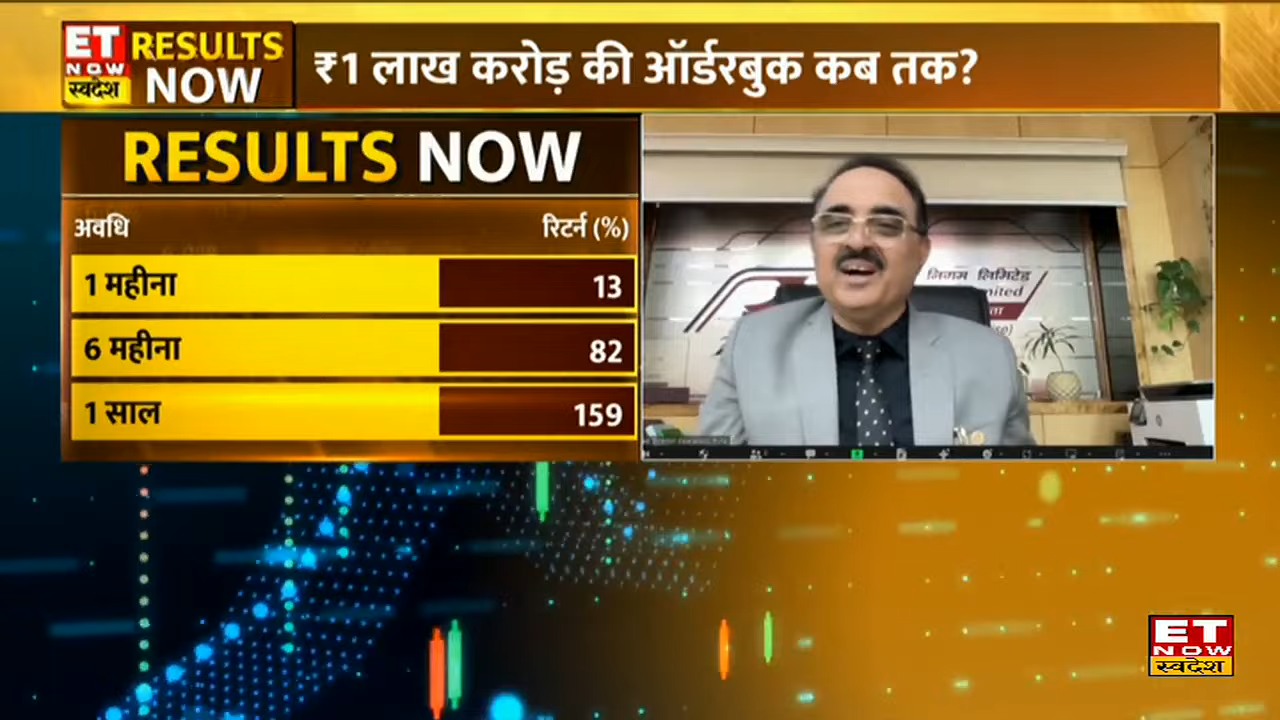 ET
NOW
स्वदेश
RESULTS
NOW
₹1 लाख करोड़ की ऑर्डरबुक कब तक?
RESULTS NOW
अवधि रिटर्न (%)
1 महीना 13
6 महीना 82
1 साल 159
निगम लिमिटेड
ET
NOW
स्वदेश